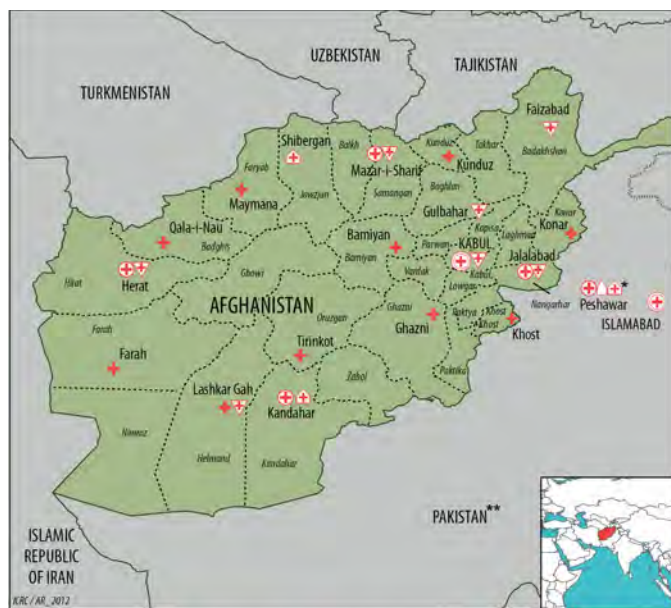 UZBEKISTAN
TAJIKISTAN
TURKMENISTAN
Faizabad
Shibergan
Balkh
Kunduz
Takhar
Badakhshan
Mazar-i-Sharif
Kunduz
Faryab
Jawzjan
Samangan
Baghlan
Maymana
Gulbahar
Kunar
Qala-i-Nau
Kapisa
Konar
Bamiyan
Parwan
KABUL
Laghman
Badghis
Bamiyan
Jalalabad
Hirat
Herat
Wardak
Kabul
Ghowr
Lowgar
Nangarhar
Peshawar
*
AFGHANISTAN
Ghazni
Paktya
Khost
ISLAMABAD
Oruzgan
Ghazni
Khost
Khost
Farah
Tirinkot
Farah
Zabol
Paktika
Lashkar Gah
Kandahar
Nimroz
Helmand
Kandahar
PAKISTAN**
ISLAMIC
REPUBLIC
OF IRAN
ICRC / AR_2012